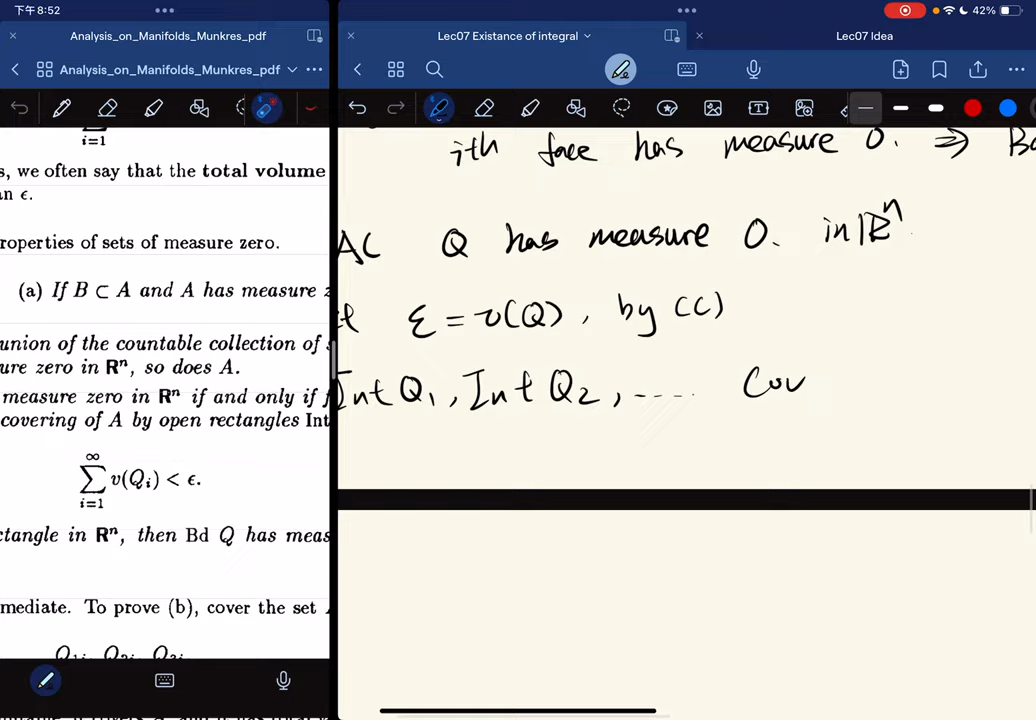 下午8:52
42%
Analysis_on_Manifolds_Munkres_pdf
Lec07 Existance of integral
Lec07 Idea
Analysis_on_Manifolds_Munkres_pdf
i=1
s, we often say that the total volume
an ϵ.
roperties of sets of measure zero.
(a) If B ⊂ A and A has measure z
union of the countable collection of s
ure zero in Rⁿ, so does A.
measure zero in Rⁿ if and only if f
covering of A by open rectangles Int
∞
∑ v(Qᵢ) < ϵ.
i=1
ctangle in Rⁿ, then Bd Q has meas
mediate. To prove (b), cover the set
ith face has measure 0. ⇒ Bd
AC Q has measure 0. in ℝⁿ
ε = v(Q), by (c)
Int Q₁, Int Q₂, ..... Cov